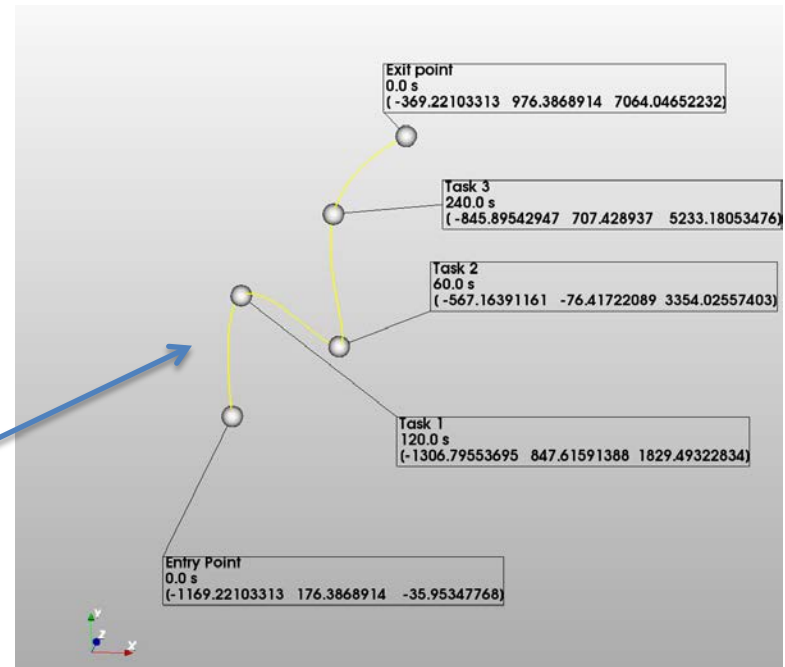 Exit point
0.0 s
( -369.22103313 976.3868914 7064.04652232)
Task 3
240.0 s
( -845.89542947 707.428937 5233.18053476)
Task 2
60.0 s
( -567.16391161 -76.41722089 3354.02557403)
Task 1
120.0 s
(-1306.79553695 847.61591388 1829.49322834)
Entry Point
0.0 s
(-1169.22103313 176.3868914 -35.95347768)
Y
Z
X